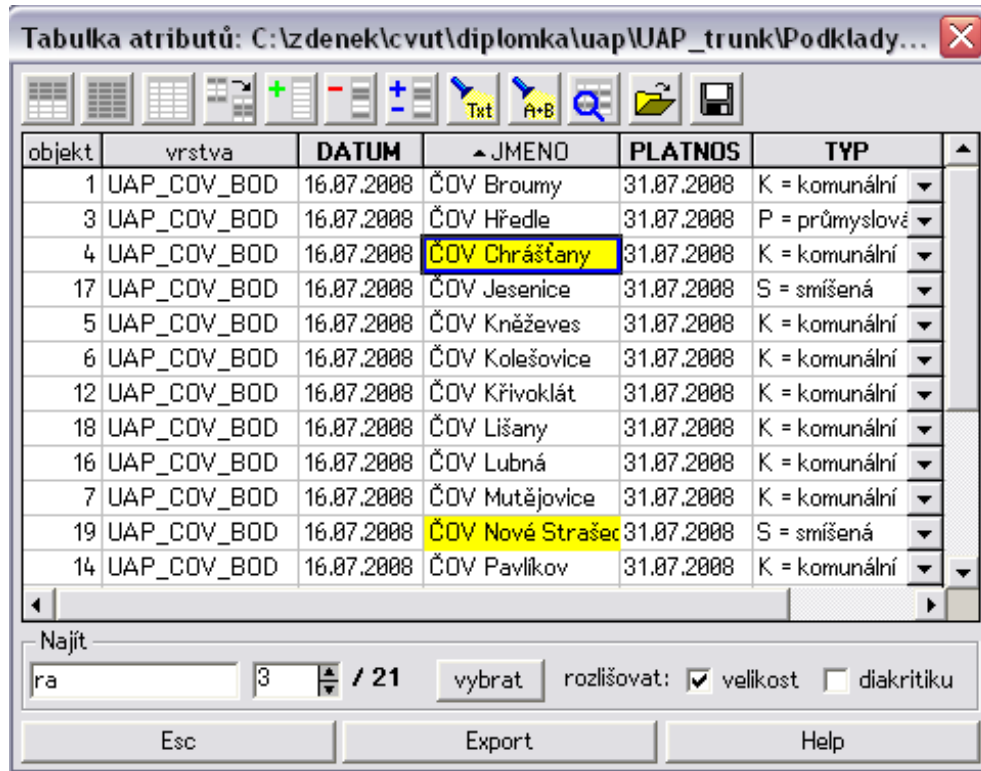 Tabulka atributů: C:\zdenek\cvut\diplomka\uap\UAP_trunk\Podklady...
Txt A+B
objekt vrstva DATUM JMENO PLATNOS TYP
1 UAP_COV_BOD 16.07.2008 ČOV Broumy 31.07.2008 K = komunální
3 UAP_COV_BOD 16.07.2008 ČOV Hředle 31.07.2008 P = průmyslová
4 UAP_COV_BOD 16.07.2008 ČOV Chrášťany 31.07.2008 K = komunální
17 UAP_COV_BOD 16.07.2008 ČOV Jesenice 31.07.2008 S = smíšená
5 UAP_COV_BOD 16.07.2008 ČOV Kněževes 31.07.2008 K = komunální
6 UAP_COV_BOD 16.07.2008 ČOV Kolešovice 31.07.2008 K = komunální
12 UAP_COV_BOD 16.07.2008 ČOV Křivoklát 31.07.2008 K = komunální
18 UAP_COV_BOD 16.07.2008 ČOV Lišany 31.07.2008 K = komunální
16 UAP_COV_BOD 16.07.2008 ČOV Lubná 31.07.2008 K = komunální
7 UAP_COV_BOD 16.07.2008 ČOV Mutějovice 31.07.2008 K = komunální
19 UAP_COV_BOD 16.07.2008 ČOV Nové Strašec 31.07.2008 S = smíšená
14 UAP_COV_BOD 16.07.2008 ČOV Pavlíkov 31.07.2008 K = komunální
Najít
ra 3 / 21 vybrat rozlišovat: velikost diakritiku
Esc Export Help